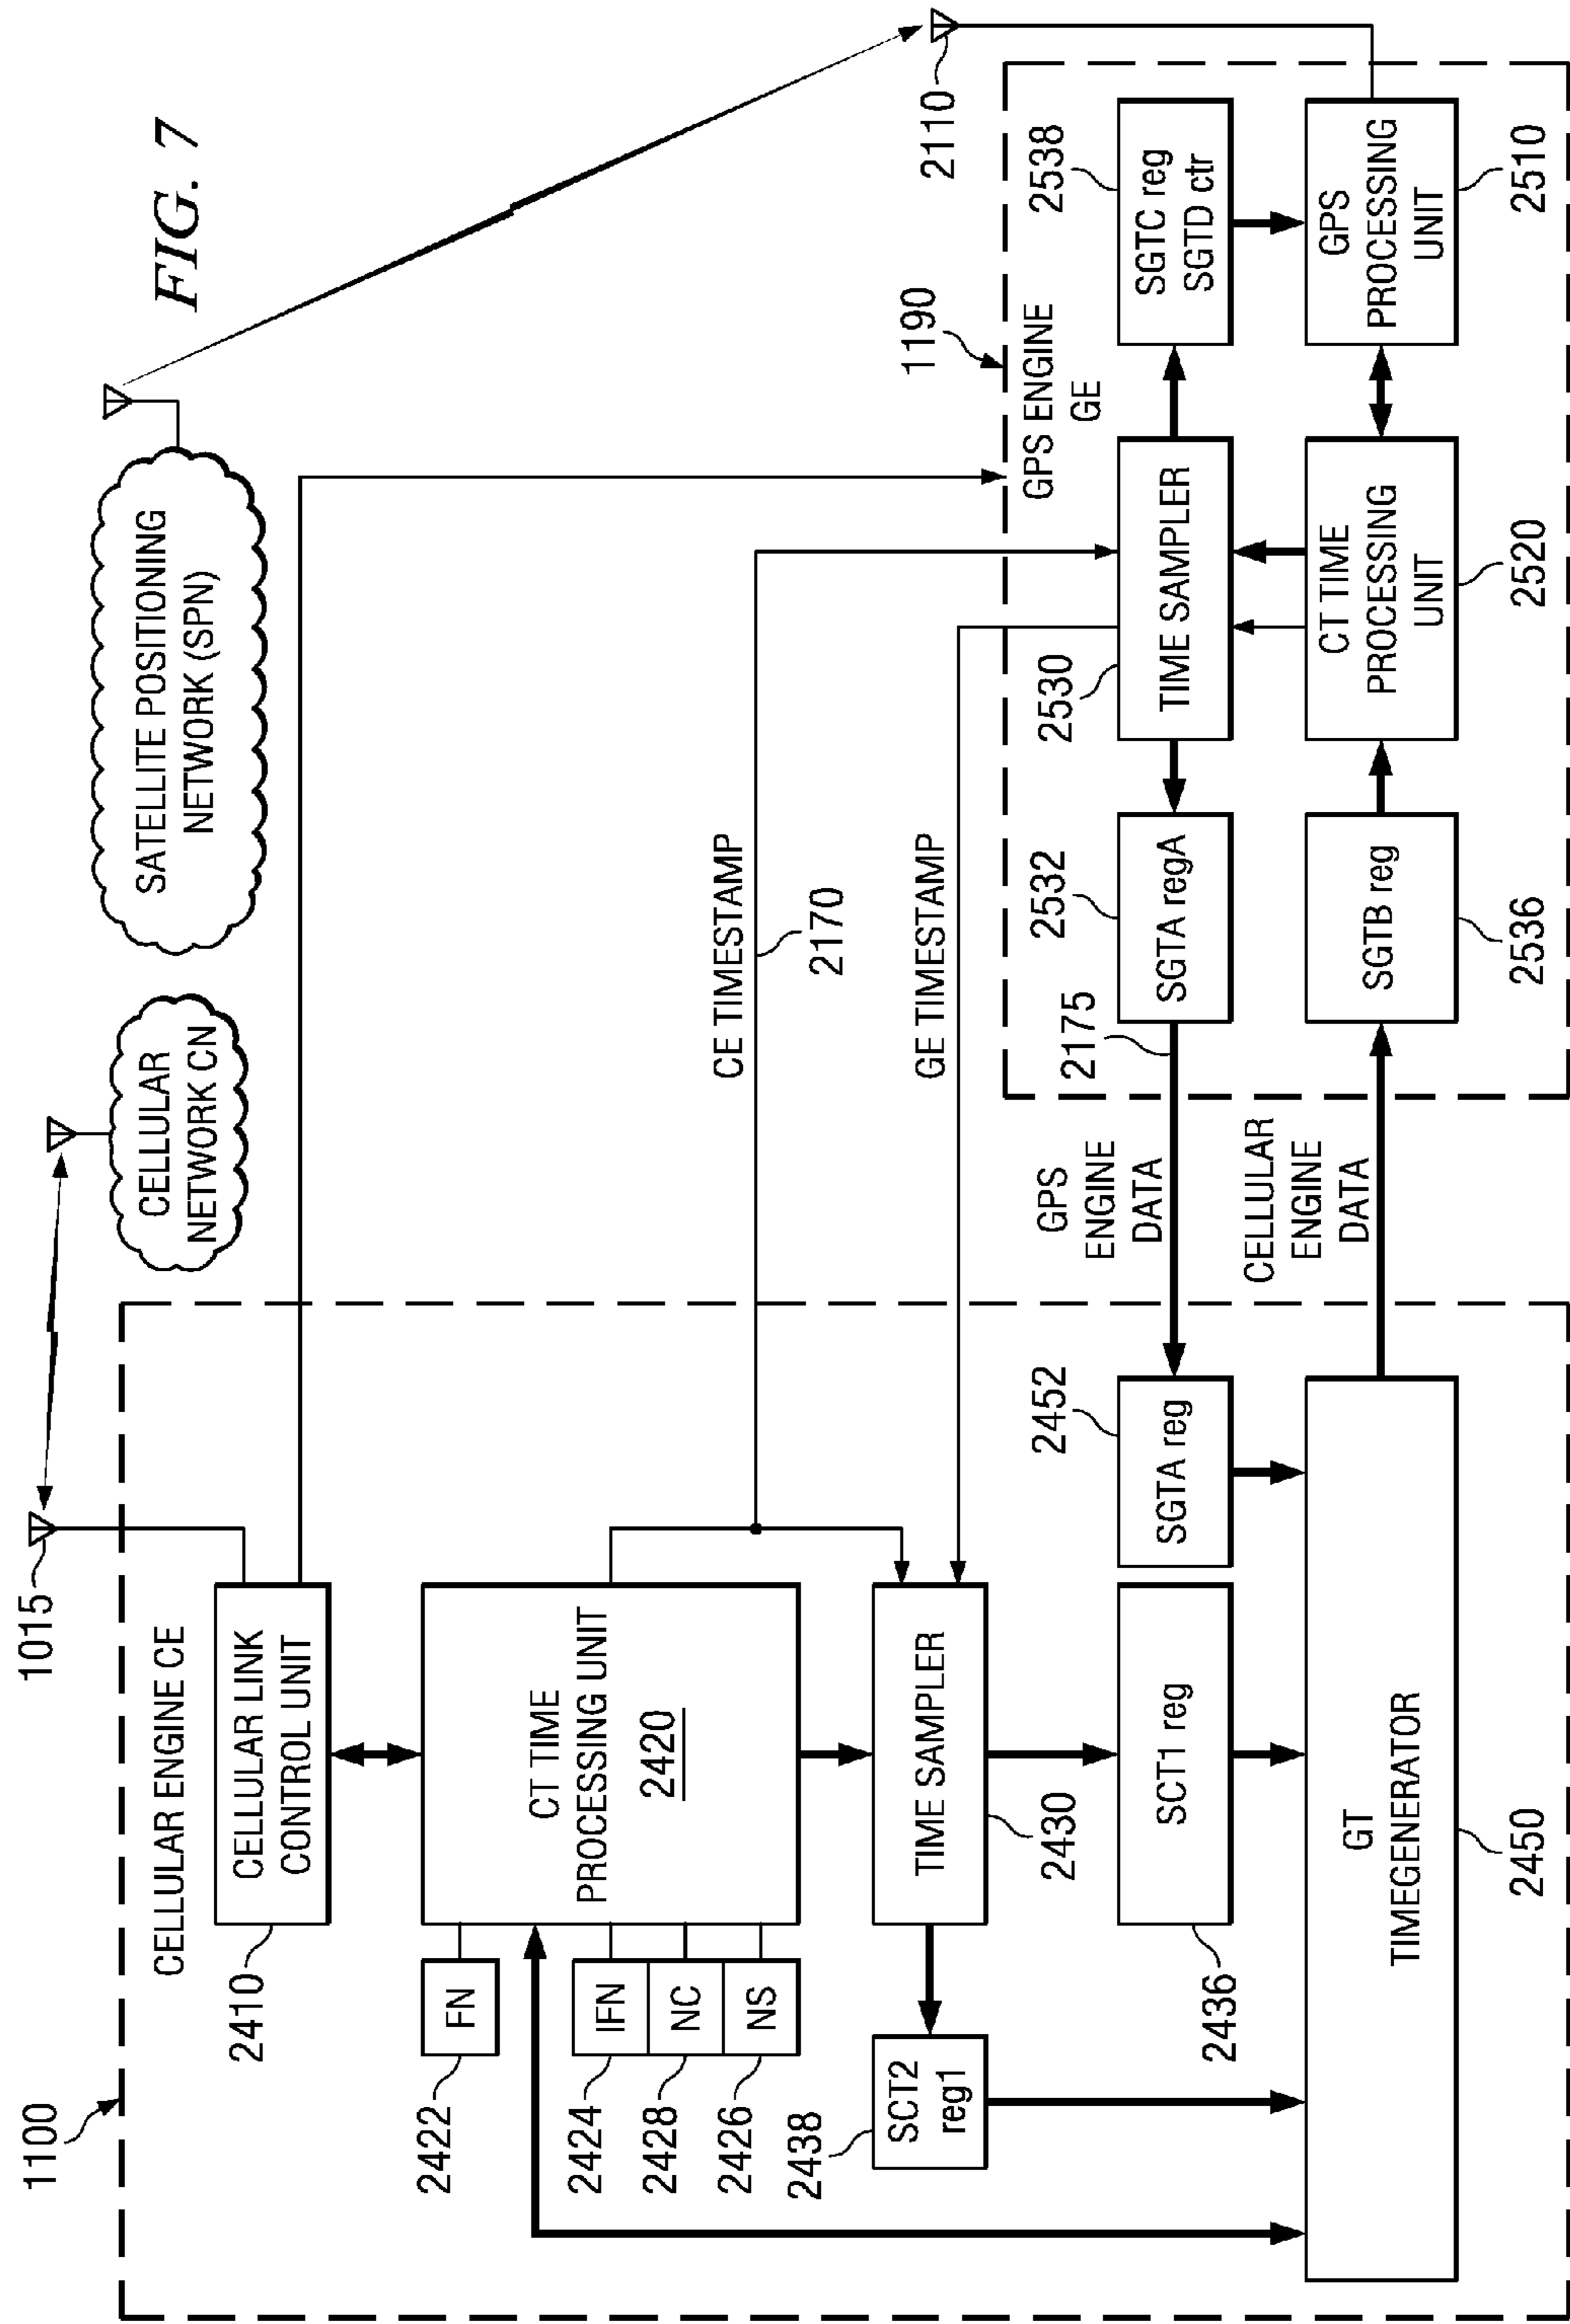 FIG. 7
SATELLITE POSITIONING
NETWORK (SPN)
CELLULAR
NETWORK CN
1015
1100
CELLULAR ENGINE CE
CELLULAR LINK
CONTROL UNIT
2410
CT TIME
PROCESSING UNIT
2420
FN
2422
IFN
2424
NC
2428
NS
2426
TIME SAMPLER
2430
SCT2
reg1
2438
SCT1 reg
2436
SGTA reg
2452
GT
TIMEGENERATOR
2450
CE TIMESTAMP
2170
GE TIMESTAMP
GPS
ENGINE
DATA
2175
CELLULAR
ENGINE
DATA
2110
1190
GPS ENGINE
GE
SGTA regA
2532
TIME SAMPLER
2530
SGTC reg
SGTD ctr
2538
SGTB reg
2536
CT TIME
PROCESSING
UNIT
2520
GPS
PROCESSING
UNIT
2510